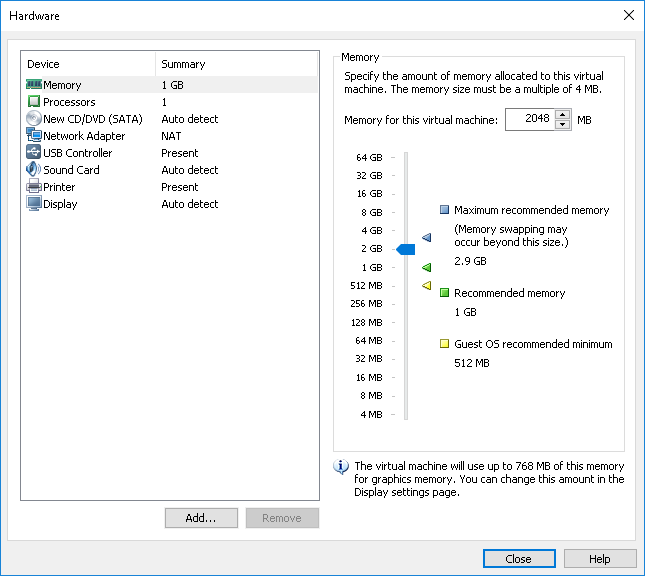 Hardware
Device Summary
Memory 1 GB
Processors 1
New CD/DVD (SATA) Auto detect
Network Adapter NAT
USB Controller Present
Sound Card Auto detect
Printer Present
Display Auto detect
Add...
Remove
Memory
Specify the amount of memory allocated to this virtual
machine. The memory size must be a multiple of 4 MB.
Memory for this virtual machine: 2048 MB
64 GB
32 GB
16 GB
8 GB
4 GB
2 GB
1 GB
512 MB
256 MB
128 MB
64 MB
32 MB
16 MB
8 MB
4 MB
Maximum recommended memory
(Memory swapping may
occur beyond this size.)
2.9 GB
Recommended memory
1 GB
Guest OS recommended minimum
512 MB
The virtual machine will use up to 768 MB of this memory
for graphics memory. You can change this amount in the
Display settings page.
Close
Help